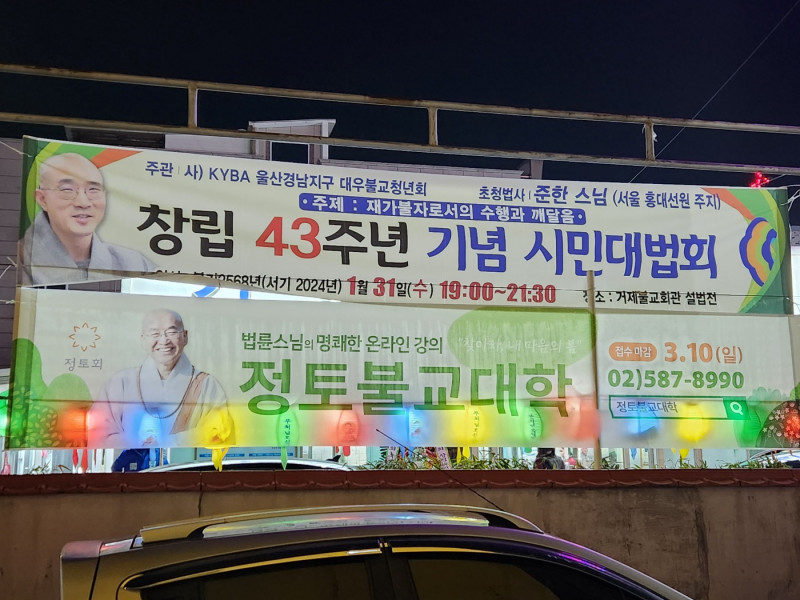 주관 | 사) KYBA 울산경남지구 대우불교청년회
초청법사 | 준한 스님 (서울 홍대선원 주지)
• 주제 : 재가불자로서의 수행과 깨달음 •
창립 43주년 기념 시민대법회
2568년(서기 2024년) 1월 31일(수) 19:00~21:30
장소 : 거제불교회관 설법전
정토회
법륜스님의 명쾌한 온라인 강의
정토불교대학
접수 마감 3.10(일)
02)587-8990
정토불교대학